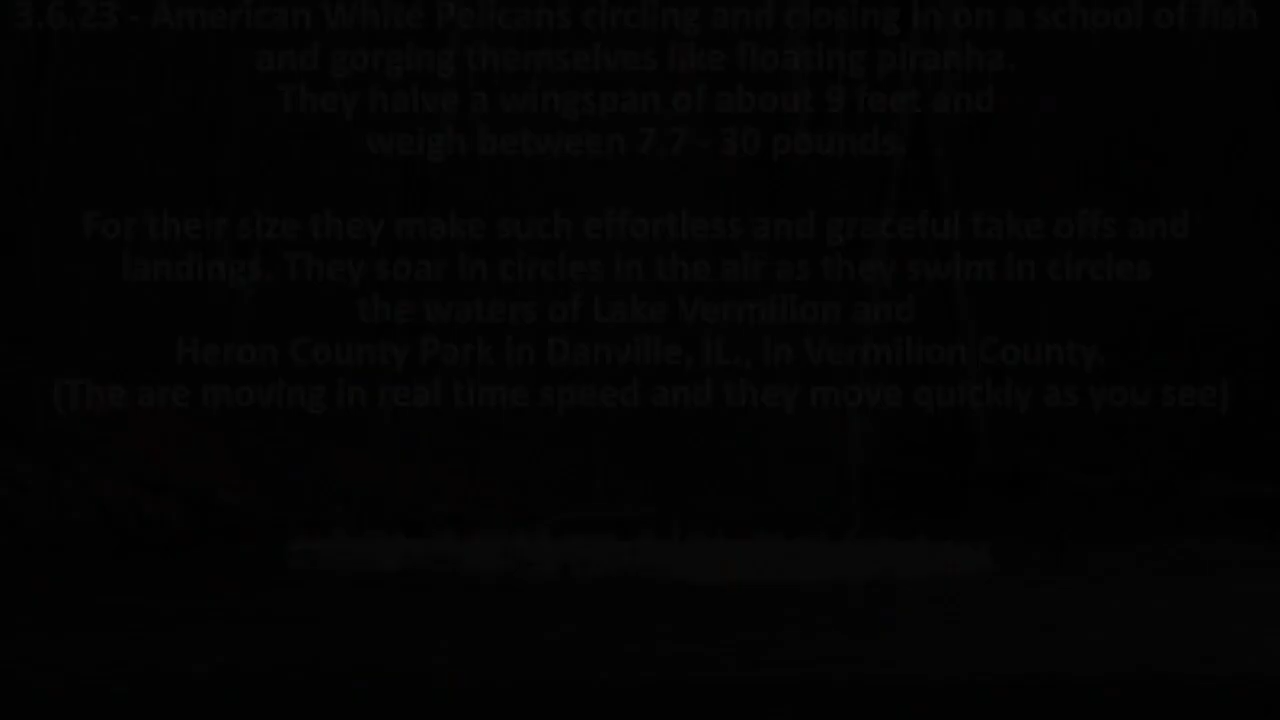 3.6.23 - American White Pelicans circling and closing in on a school of fish
and gorging themselves like floating piranha.
They halve a wingspan of about 9 feet and
weigh between 7.7 - 30 pounds.
For their size they make such effortless and graceful take offs and
landings. They soar in circles in the air as they swim in circles
the waters of Lake Vermilion and
Heron County Park in Danville, IL., in Vermilion County.
(The are moving in real time speed and they move quickly as you see)